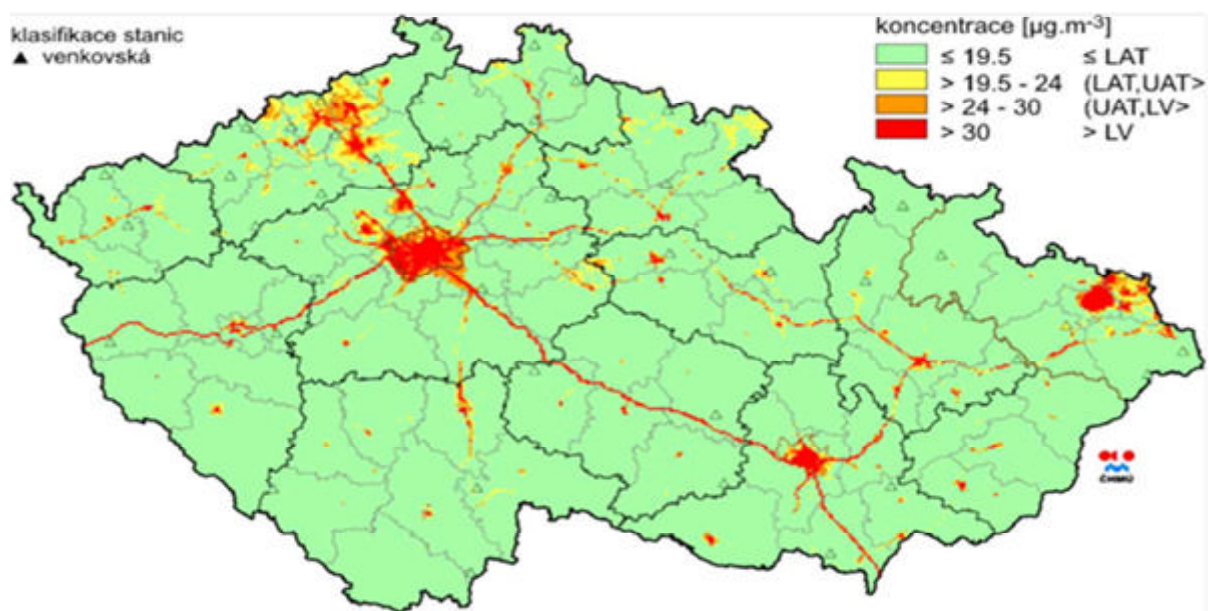 klasifikace stanic
▲ venkovská
koncentrace [µg.m-3]
≤ 19.5 ≤ LAT
> 19.5 - 24 (LAT,UAT>
> 24 - 30 (UAT,LV>
> 30 > LV
ČHMÚ